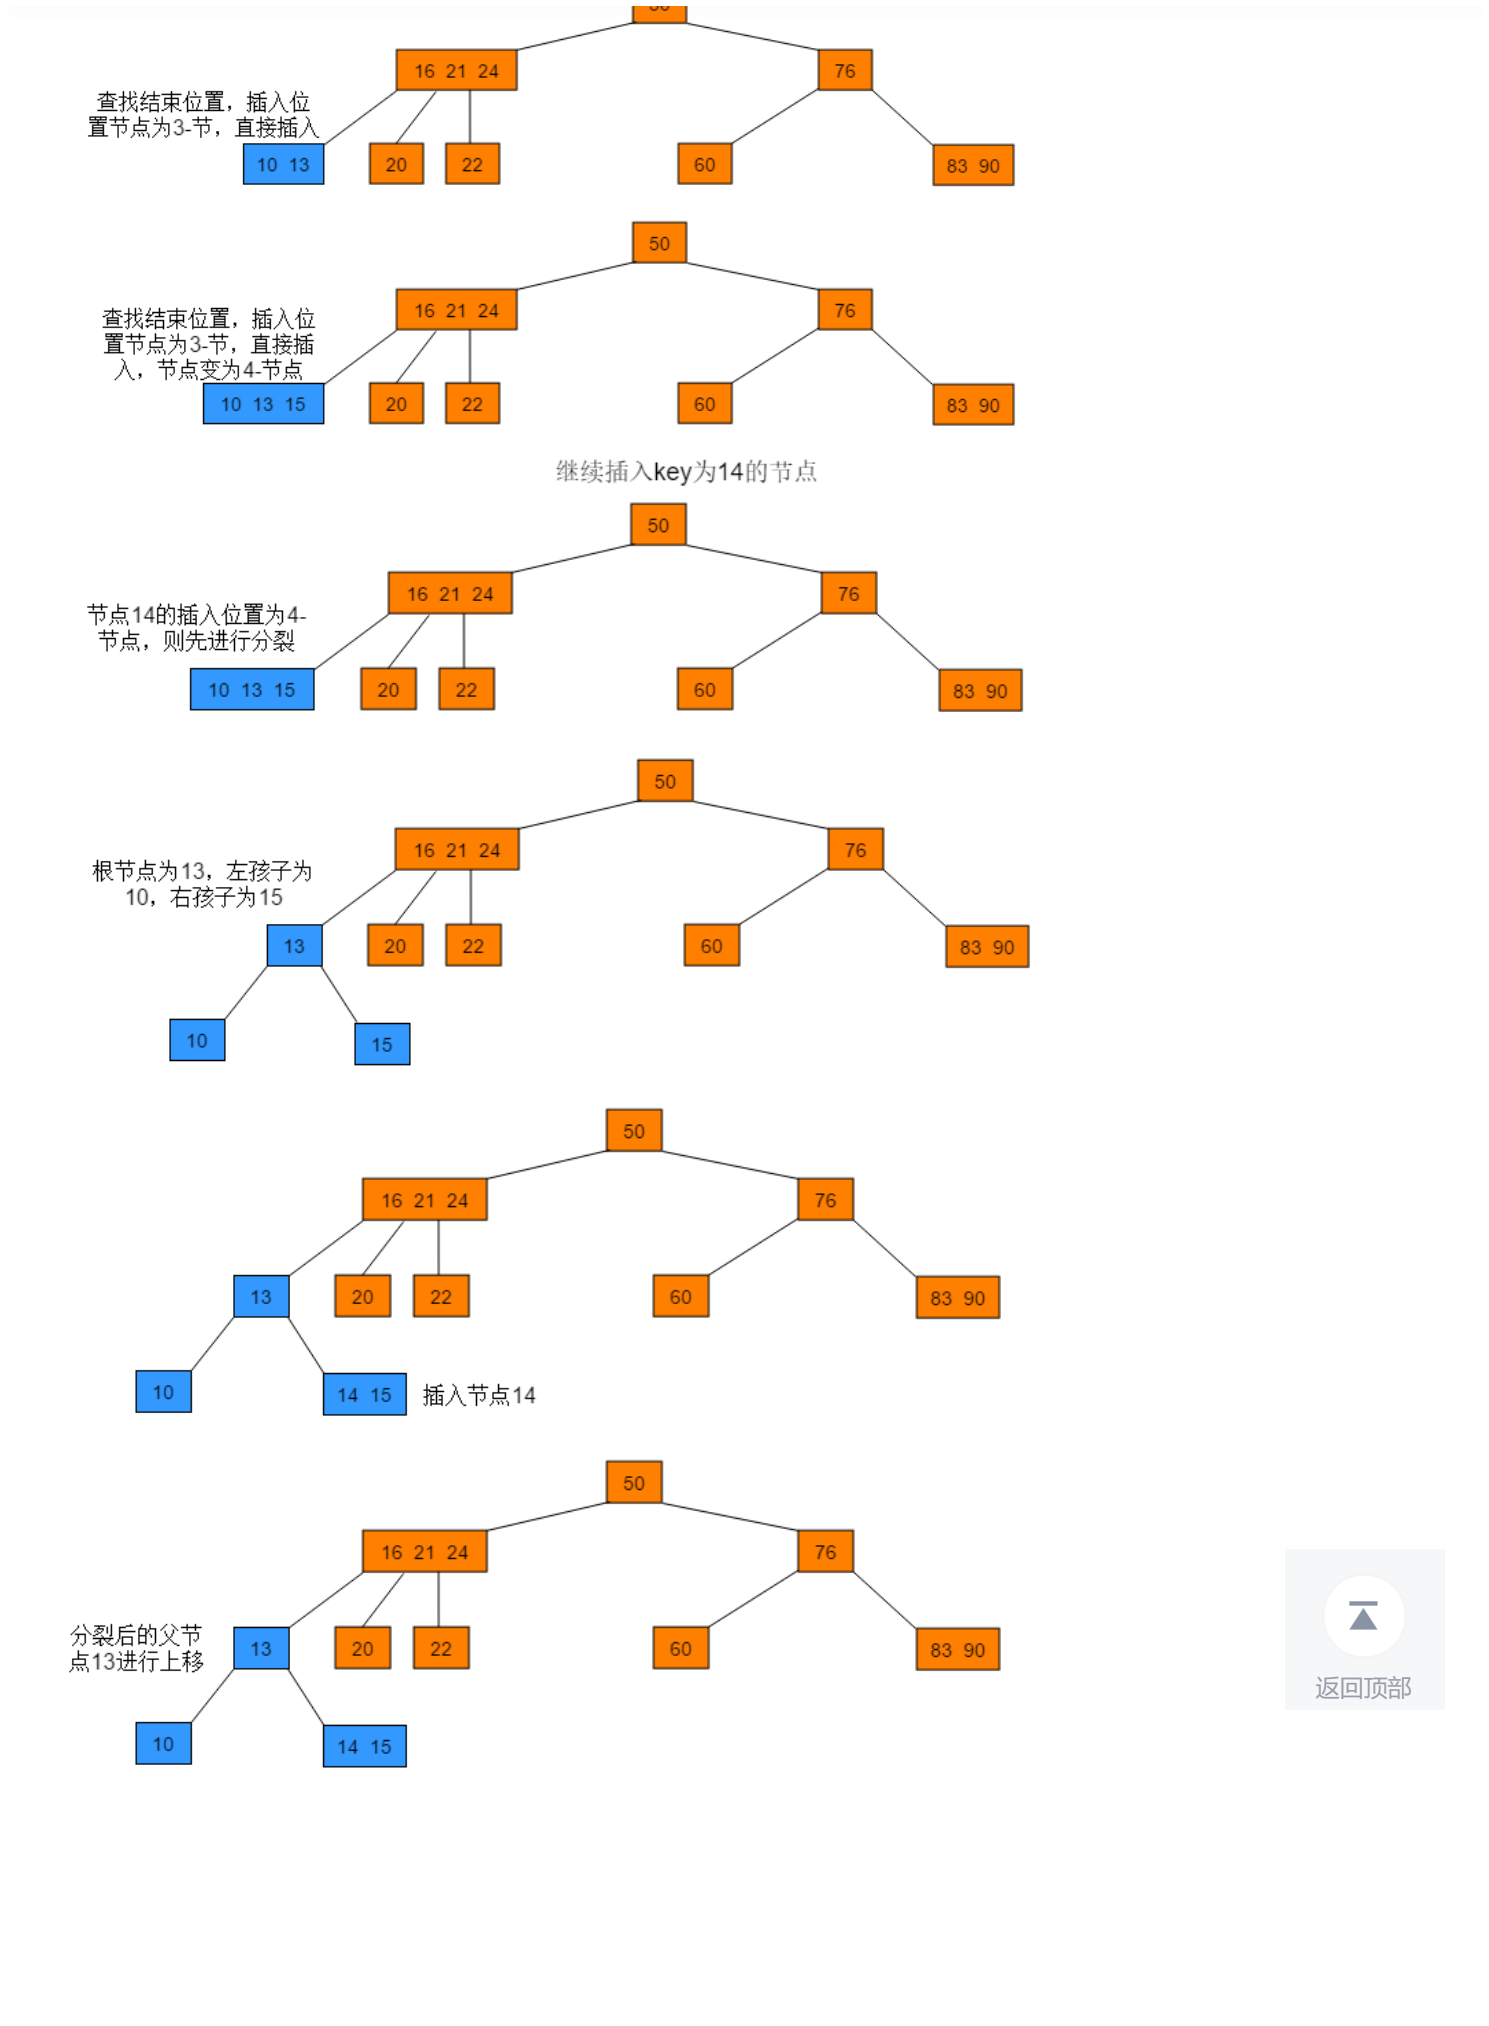 16 21 24
76
查找结束位置，插入位
置节点为3-节，直接插入
10 13
20
22
60
83 90
50
16 21 24
76
查找结束位置，插入位
置节点为3-节，直接插
入，节点变为4-节点
10 13 15
20
22
60
83 90
继续插入key为14的节点
50
16 21 24
76
节点14的插入位置为4-
节点，则先进行分裂
10 13 15
20
22
60
83 90
50
16 21 24
76
根节点为13，左孩子为
10，右孩子为15
13
20
22
60
83 90
10
15
50
16 21 24
76
13
20
22
60
83 90
10
14 15
插入节点14
50
16 21 24
76
分裂后的父节
点13进行上移
13
20
22
60
83 90
10
14 15
返回顶部